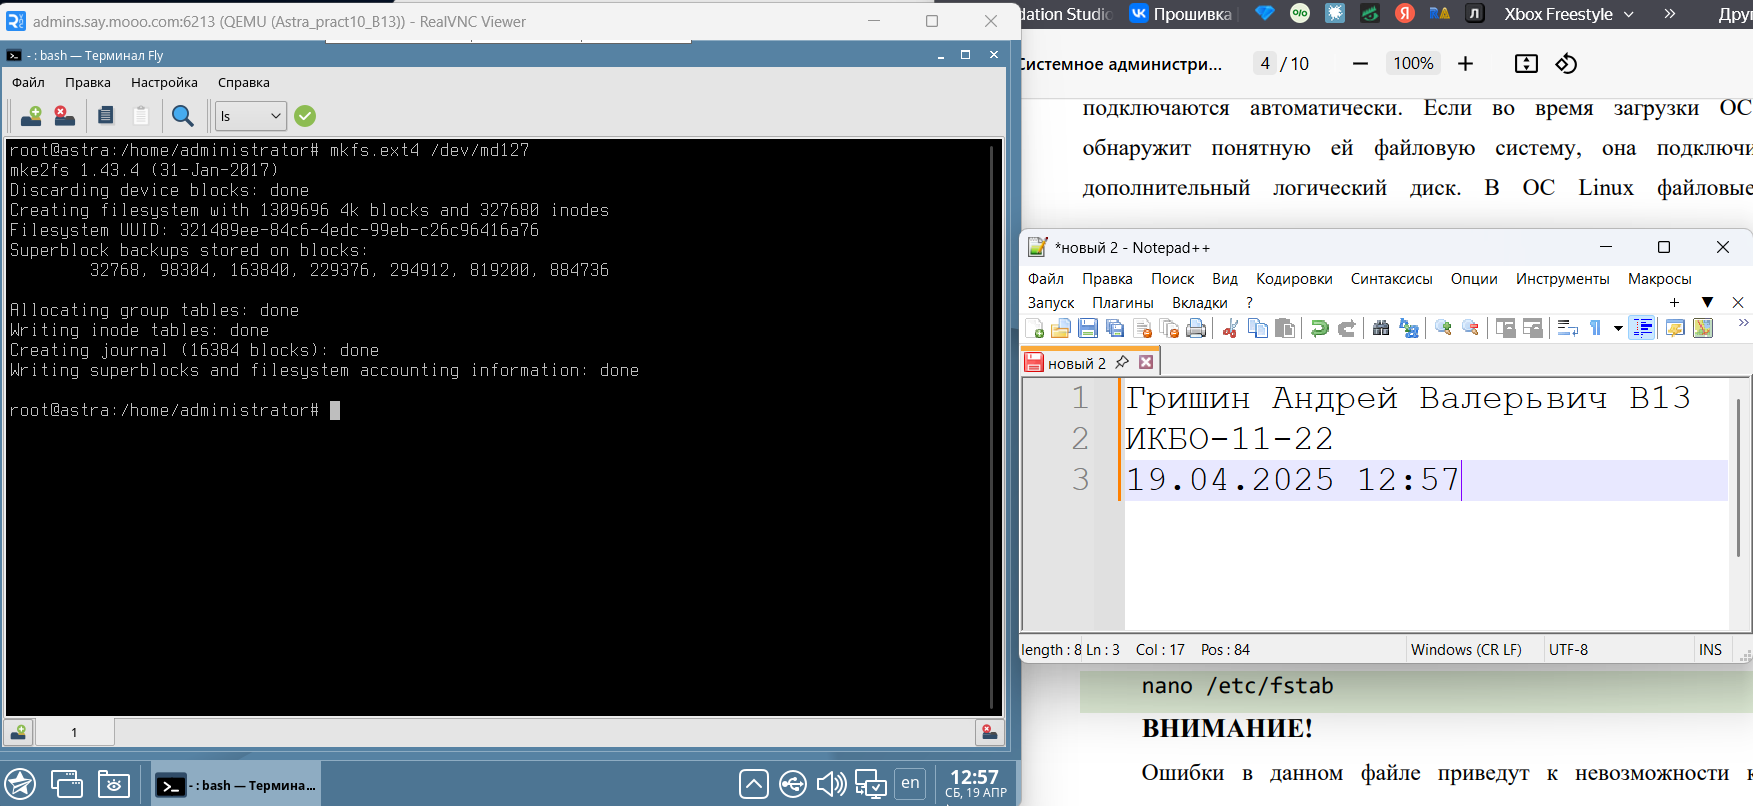 admins.say.mooo.com:6213 (QEMU (Astra_pract10_B13)) - RealVNC Viewer
- : bash — Терминал Fly
Файл Правка Настройка Справка
ls
root@astra:/home/administrator# mkfs.ext4 /dev/md127
mke2fs 1.43.4 (31-Jan-2017)
Discarding device blocks: done
Creating filesystem with 1309696 4k blocks and 327680 inodes
Filesystem UUID: 321489ee-84c6-4edc-99eb-c26c96416a76
Superblock backups stored on blocks:
32768, 98304, 163840, 229376, 294912, 819200, 884736
Allocating group tables: done
Writing inode tables: done
Creating journal (16384 blocks): done
Writing superblocks and filesystem accounting information: done
root@astra:/home/administrator#
1
- : bash — Термина...
en
12:57
СБ, 19 АПР
dation Studio Прошивка Xbox Freestyle » Дру
Системное администри... 4 / 10 — 100% +
подключаются автоматически. Если во время загрузки ОС
обнаружит понятную ей файловую систему, она подключи
дополнительный логический диск. В ОС Linux файловые
*новый 2 - Notepad++
Файл Правка Поиск Вид Кодировки Синтаксисы Опции Инструменты Макросы
Запуск Плагины Вкладки ?
новый 2
1 Гришин Андрей Валерьвич В13
2 ИКБО-11-22
3 19.04.2025 12:57
length : 8 Ln : 3 Col : 17 Pos : 84 Windows (CR LF) UTF-8 INS
nano /etc/fstab
ВНИМАНИЕ!
Ошибки в данном файле приведут к невозможности